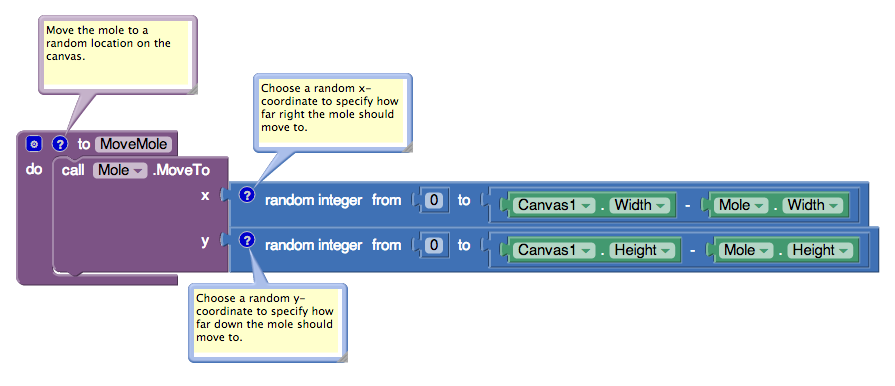 Move the mole to a
random location on the
canvas.
Choose a random x-
coordinate to specify how
far right the mole should
move to.
? to MoveMole
do call Mole .MoveTo
x ? random integer from 0 to Canvas1 . Width - Mole . Width
y ? random integer from 0 to Canvas1 . Height - Mole . Height
Choose a random y-
coordinate to specify how
far down the mole should
move to.